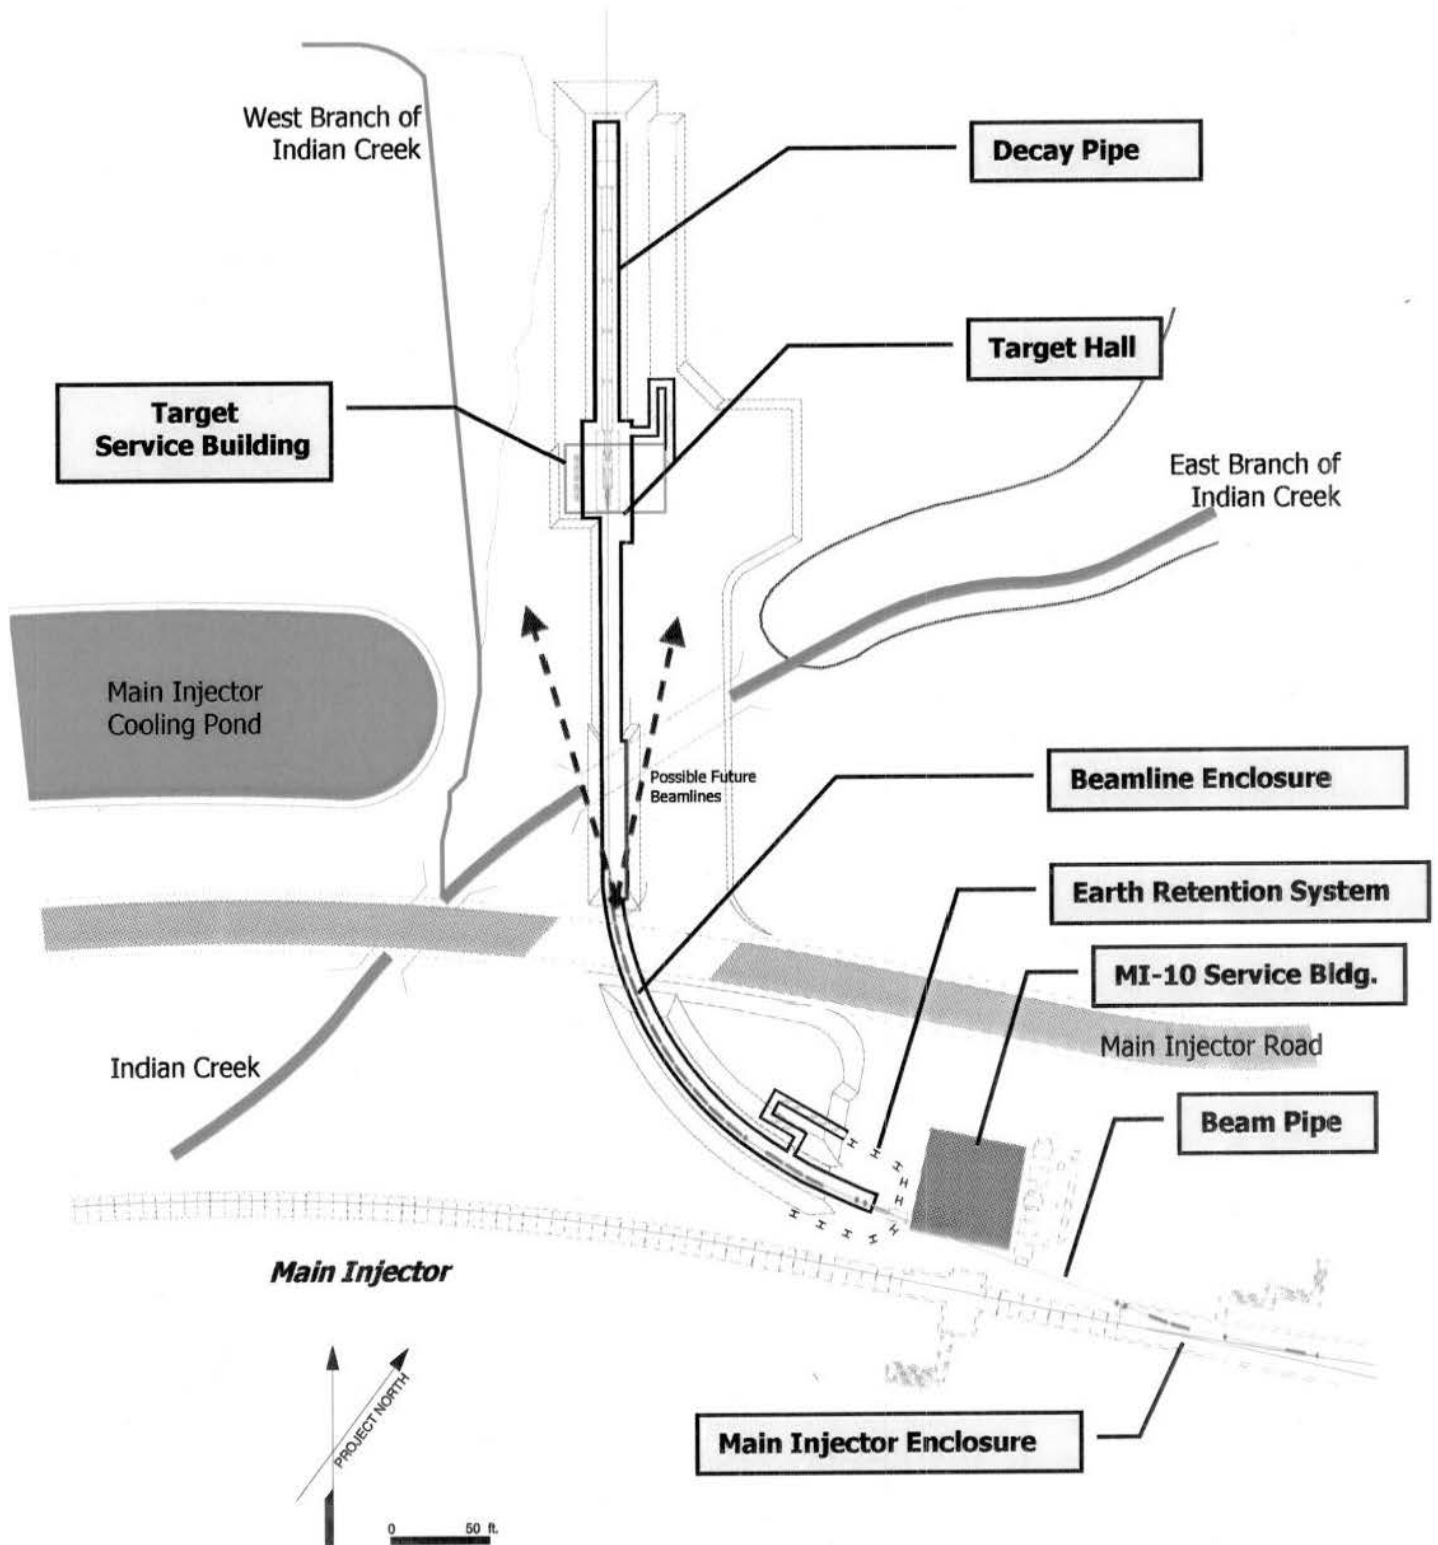 West Branch of
Indian Creek
Decay Pipe
Target Hall
Target
Service Building
East Branch of
Indian Creek
Main Injector
Cooling Pond
Possible Future
Beamlines
Beamline Enclosure
Earth Retention System
MI-10 Service Bldg.
Main Injector Road
Indian Creek
Beam Pipe
Main Injector
PROJECT NORTH
Main Injector Enclosure
0 50 ft.